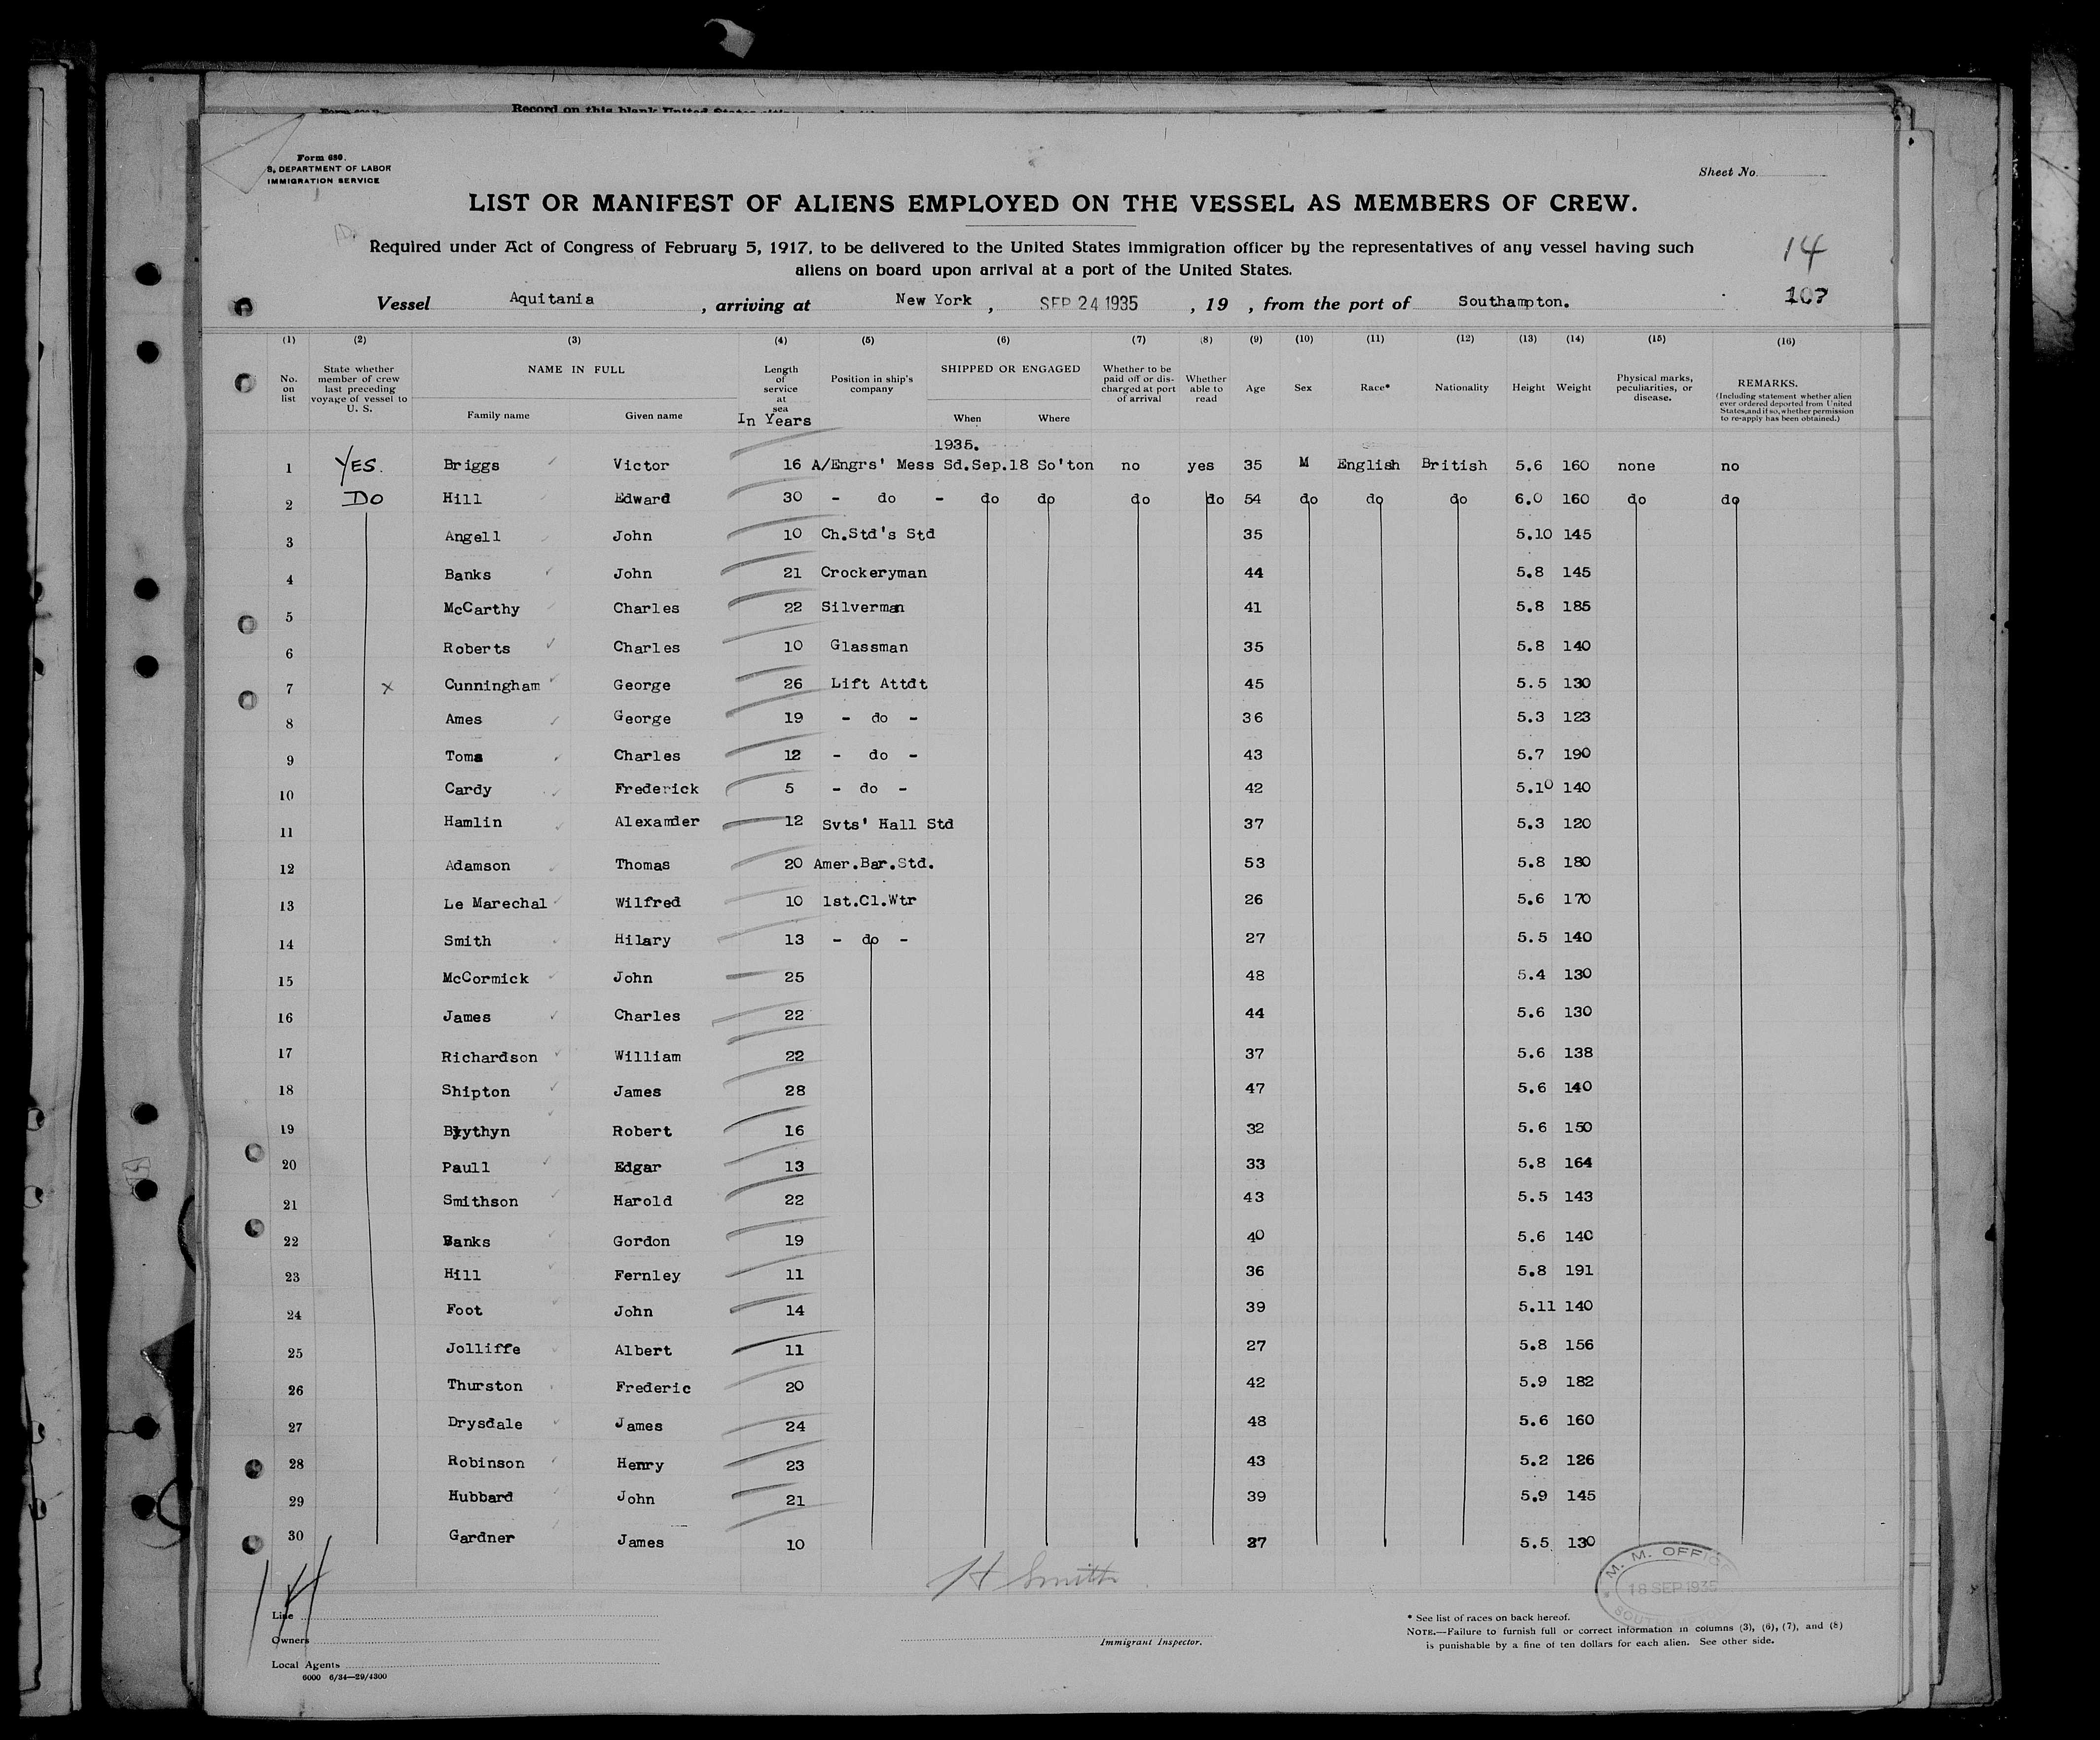 Record on this blank United States
Form 680.
S. DEPARTMENT OF LABOR
IMMIGRATION SERVICE
Sheet No.
LIST OR MANIFEST OF ALIENS EMPLOYED ON THE VESSEL AS MEMBERS OF CREW.
Required under Act of Congress of February 5, 1917, to be delivered to the United States immigration officer by the representatives of any vessel having such
aliens on board upon arrival at a port of the United States.
14
107
Vessel Aquitania , arriving at New York , SEP 24 1935 , 19 , from the port of Southampton.
(1) (2) (3) (4) (5) (6) (7) (8) (9) (10) (11) (12) (13) (14) (15) (16)
No. on list State whether member of crew last preceding voyage of vessel to U. S. NAME IN FULL Family name Given name Length of service at sea In Years Position in ship's company SHIPPED OR ENGAGED When Where Whether to be paid off or discharged at port of arrival Whether able to read Age Sex Race* Nationality Height Weight Physical marks, peculiarities, or disease. REMARKS. (Including statement whether alien ever ordered deported from United States, and if so, whether permission to re-apply has been obtained.)
1935.
1 YES. Briggs Victor 16 A/Engrs' Mess Sd. Sep.18 So'ton no yes 35 M English British 5.6 160 none no
2 DO Hill Edward 30 - do - do do do do 54 do do do 6.0 160 do do
3 Angell John 10 Ch.Std's Std 35 5.10 145
4 Banks John 21 Crockeryman 44 5.8 145
5 McCarthy Charles 22 Silverman 41 5.8 185
6 Roberts Charles 10 Glassman 35 5.8 140
7 x Cunningham George 26 Lift Attdt 45 5.5 130
8 Ames George 19 - do - 36 5.3 123
9 Toms Charles 12 - do - 43 5.7 190
10 Cardy Frederick 5 - do - 42 5.10 140
11 Hamlin Alexander 12 Svts' Hall Std 37 5.3 120
12 Adamson Thomas 20 Amer.Bar.Std. 53 5.8 180
13 Le Marechal Wilfred 10 1st.Cl.Wtr 26 5.6 170
14 Smith Hilary 13 - do - 27 5.5 140
15 McCormick John 25 48 5.4 130
16 James Charles 22 44 5.6 130
17 Richardson William 22 37 5.6 138
18 Shipton James 28 47 5.6 140
19 Blythyn Robert 16 32 5.6 150
20 Paull Edgar 13 33 5.8 164
21 Smithson Harold 22 43 5.5 143
22 Banks Gordon 19 40 5.6 140
23 Hill Fernley 11 36 5.8 191
24 Foot John 14 39 5.11 140
25 Jolliffe Albert 11 27 5.8 156
26 Thurston Frederic 20 42 5.9 182
27 Drysdale James 24 48 5.6 160
28 Robinson Henry 23 43 5.2 126
29 Hubbard John 21 39 5.9 145
30 Gardner James 10 27 5.5 130
H Smith
M. M. OFFICE
18 SEP 1935
SOUTHAMPTON
Line
Owners
Local Agents
6000 6/34—29/4300
Immigrant Inspector.
* See list of races on back hereof.
NOTE.—Failure to furnish full or correct information in columns (3), (6), (7), and (8)
is punishable by a fine of ten dollars for each alien. See other side.